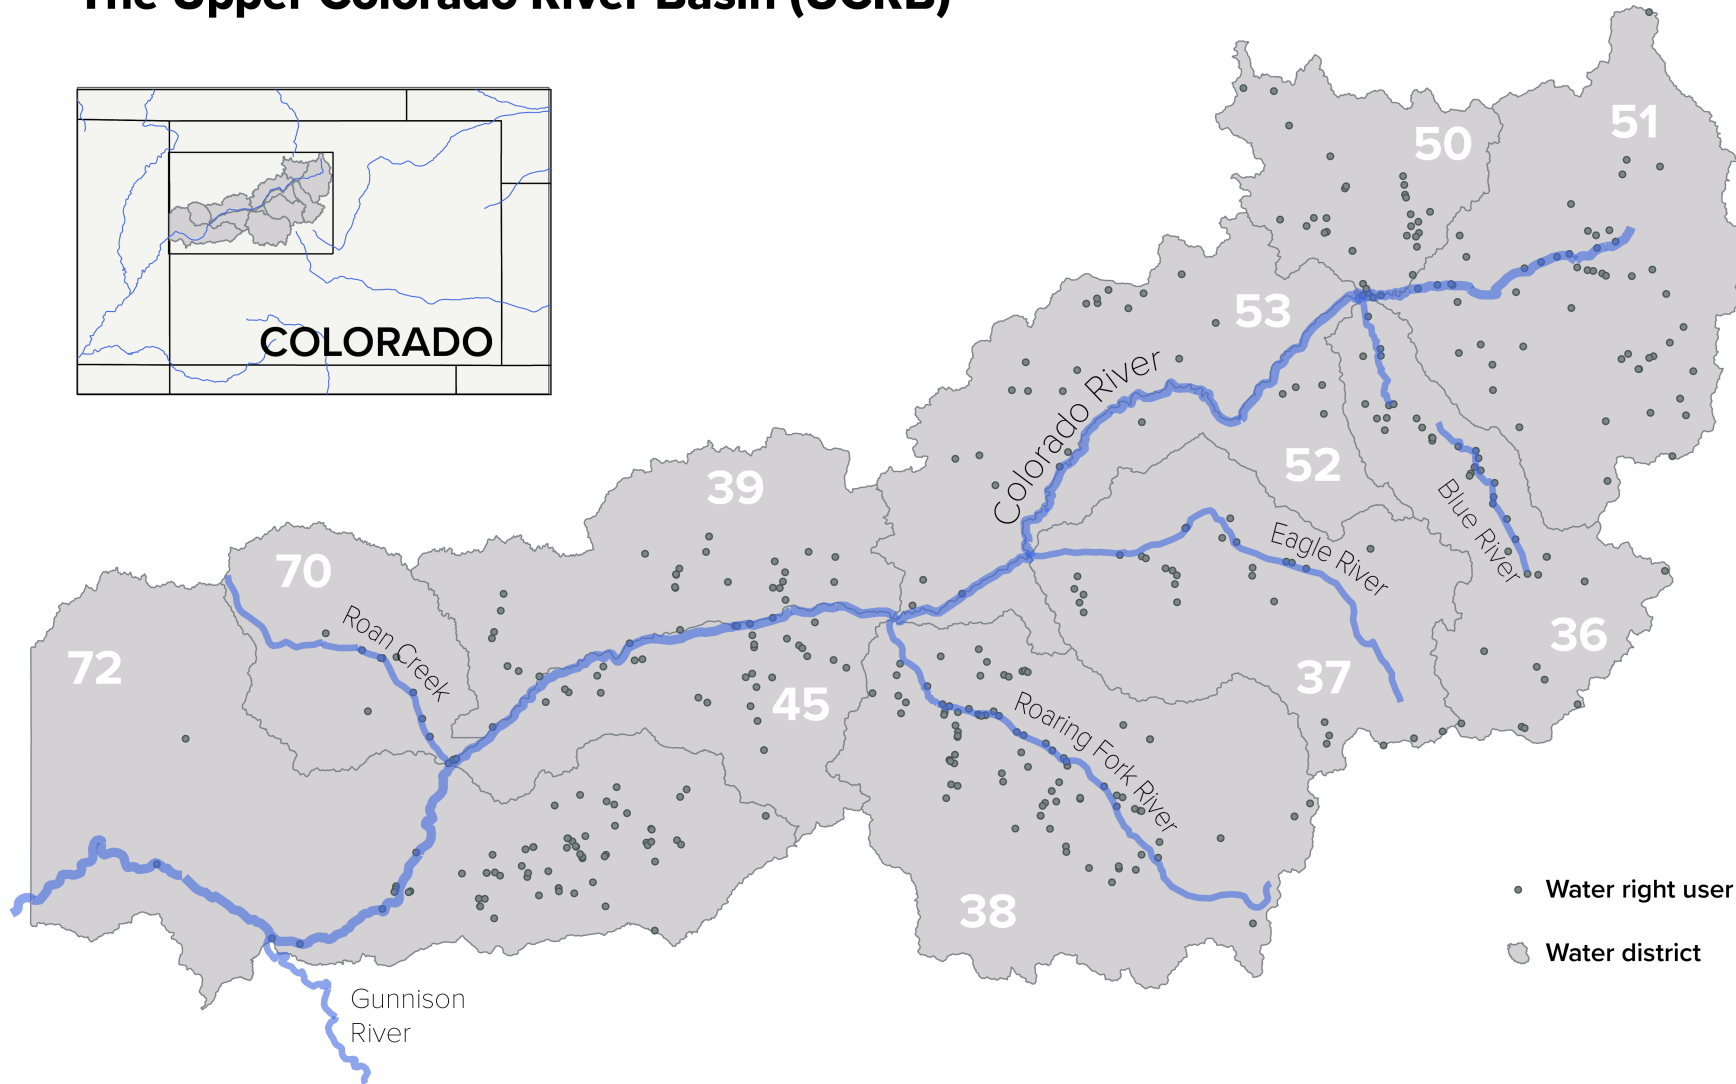 The Upper Colorado River Basin (UCRB)
COLORADO
50
51
53
Colorado River
52
39
Blue River
Eagle River
70
Roan Creek
72
45
37
36
Roaring Fork River
38
Water right user
Water district
Gunnison
River